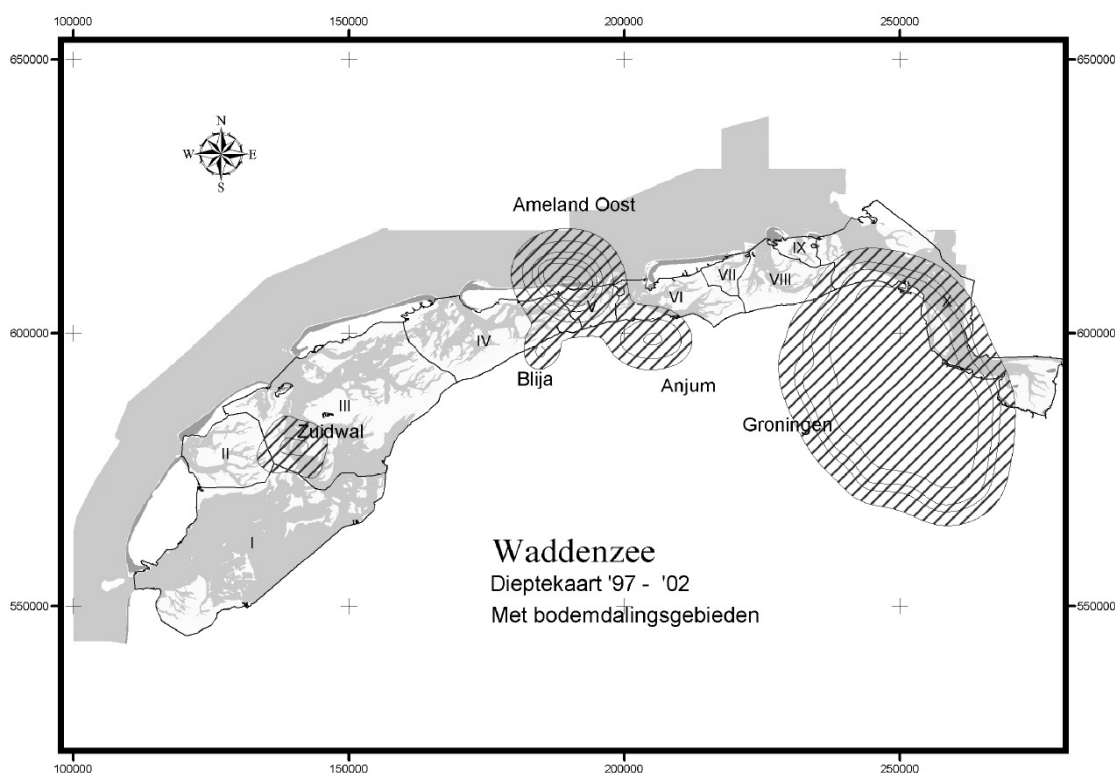 100000 150000 200000 250000
650000 650000
N
W E
S
Ameland Oost
IX
VII
VIII
VI
V
X
600000 600000
IV
Blija
Anjum
III
Groningen
Zuidwal
II
I
Waddenzee
Dieptekaart '97 - '02
Met bodemdalingsgebieden
550000 550000
100000 150000 200000 250000